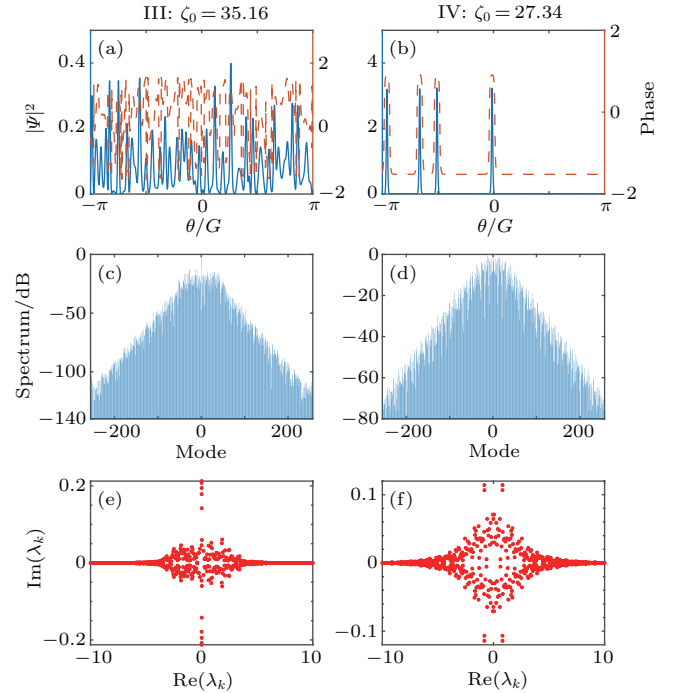 III: ζ₀ = 35.16
IV: ζ₀ = 27.34
(a)
0.4
0.2
0
|Ψ|²
2
0
−2
−π
0
π
θ/G
(b)
4
2
0
2
0
−2
Phase
−π
0
π
θ/G
(c)
0
−50
−100
−140
Spectrum/dB
−200
0
200
Mode
(d)
0
−20
−40
−60
−80
−200
0
200
Mode
(e)
0.2
0
−0.2
Im(λₖ)
−10
0
10
Re(λₖ)
(f)
0.1
0
−0.1
−10
0
10
Re(λₖ)